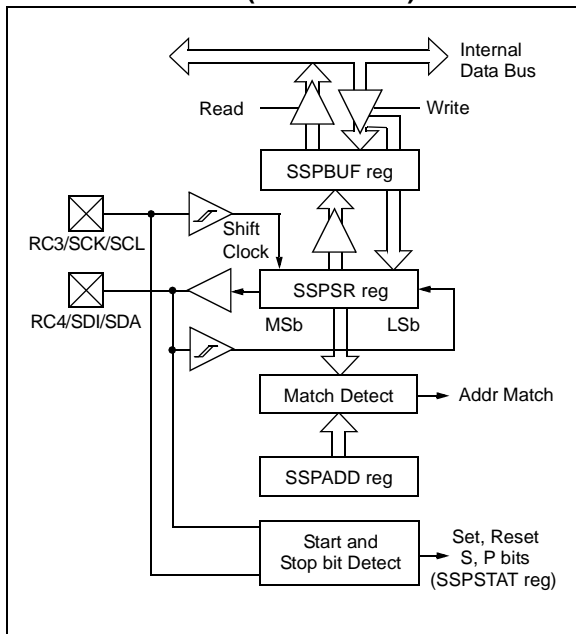 Internal
Data Bus
Read
Write
SSPBUF reg
RC3/SCK/SCL
Shift
Clock
SSPSR reg
RC4/SDI/SDA
MSb
LSb
Match Detect
Addr Match
SSPADD reg
Start and
Stop bit Detect
Set, Reset
S, P bits
(SSPSTAT reg)